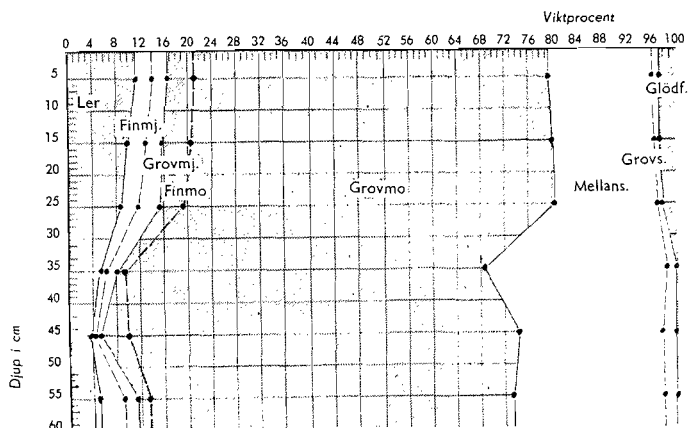 Viktprocent
0 4 8 12 16 20 24 28 32 36 40 44 48 52 56 60 64 68 72 76 80 84 88 92 96 100
5
Glödf.
10
Ler
Finmj.
15
Grovmj.
Grovs.
20
Finmo
Grovmo
Mellans.
25
30
35
40
45
50
55
60
Djup i cm